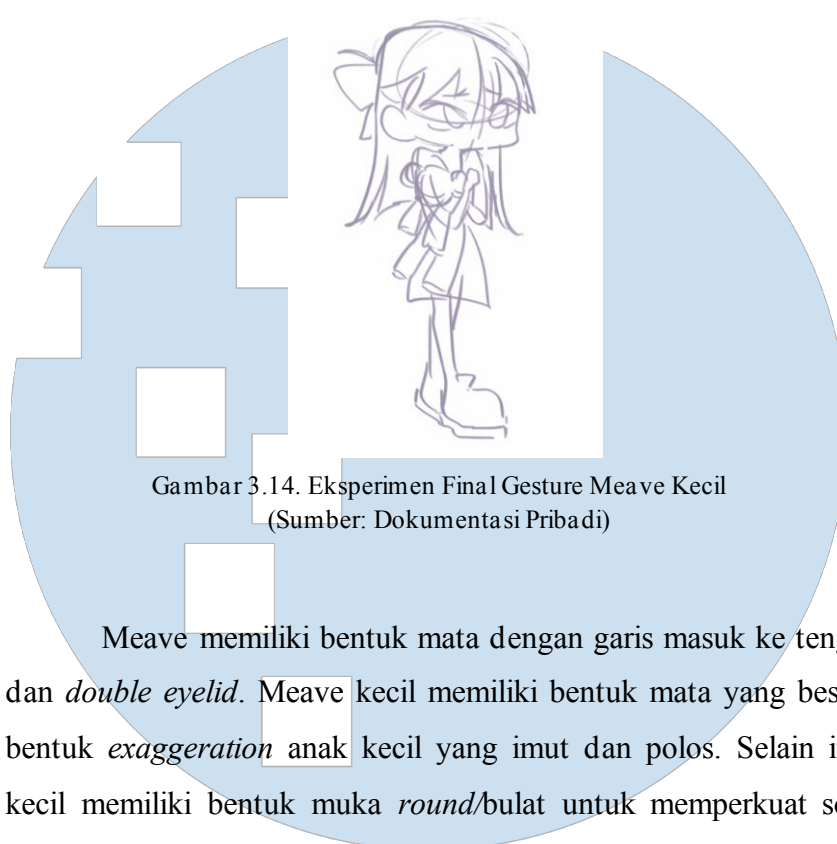 Gambar 3.14. Eksperimen Final Gesture Meave Kecil
(Sumber: Dokumentasi Pribadi)
Meave memiliki bentuk mata dengan garis masuk ke
dan double eyelid. Meave kecil memiliki bentuk mata yang
bentuk exaggeration anak kecil yang imut dan polos. Selain
kecil memiliki bentuk muka round/bulat untuk memperkuat